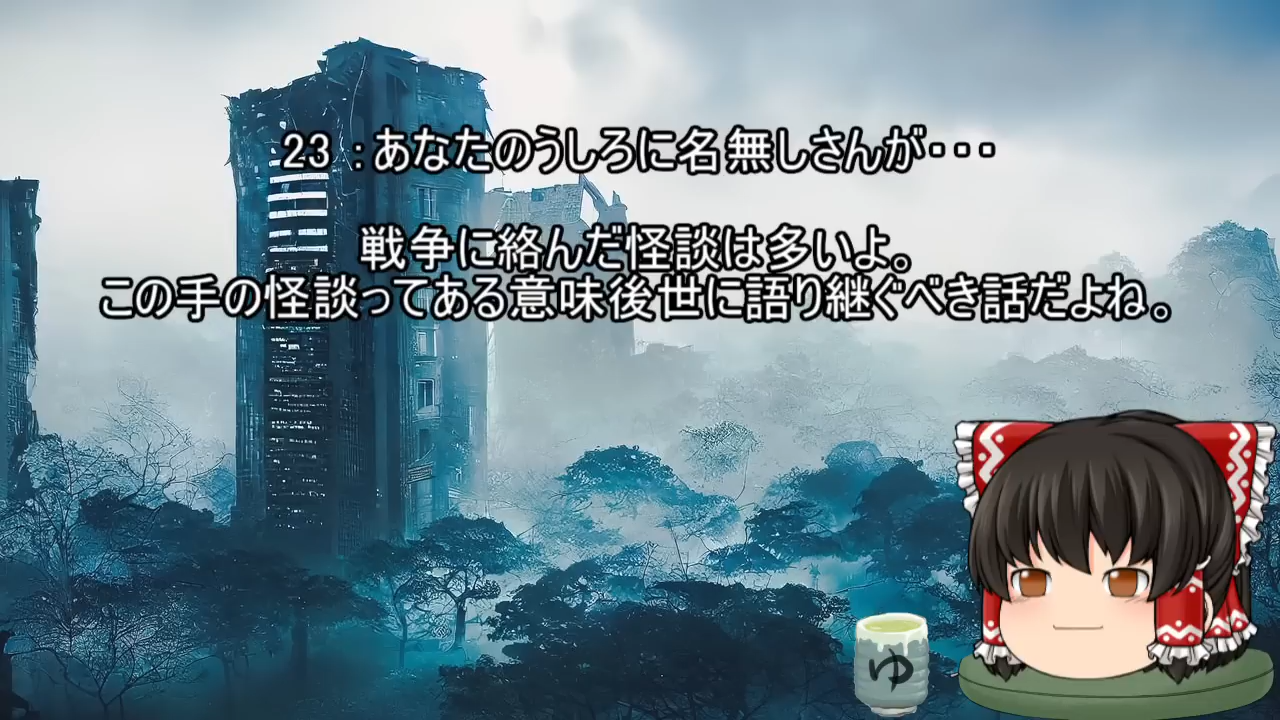 23 :あなたのうしろに名無しさんが・・・
戦争に絡んだ怪談は多いよ。
この手の怪談ってある意味後世に語り継ぐべき話だよね。
ゆ